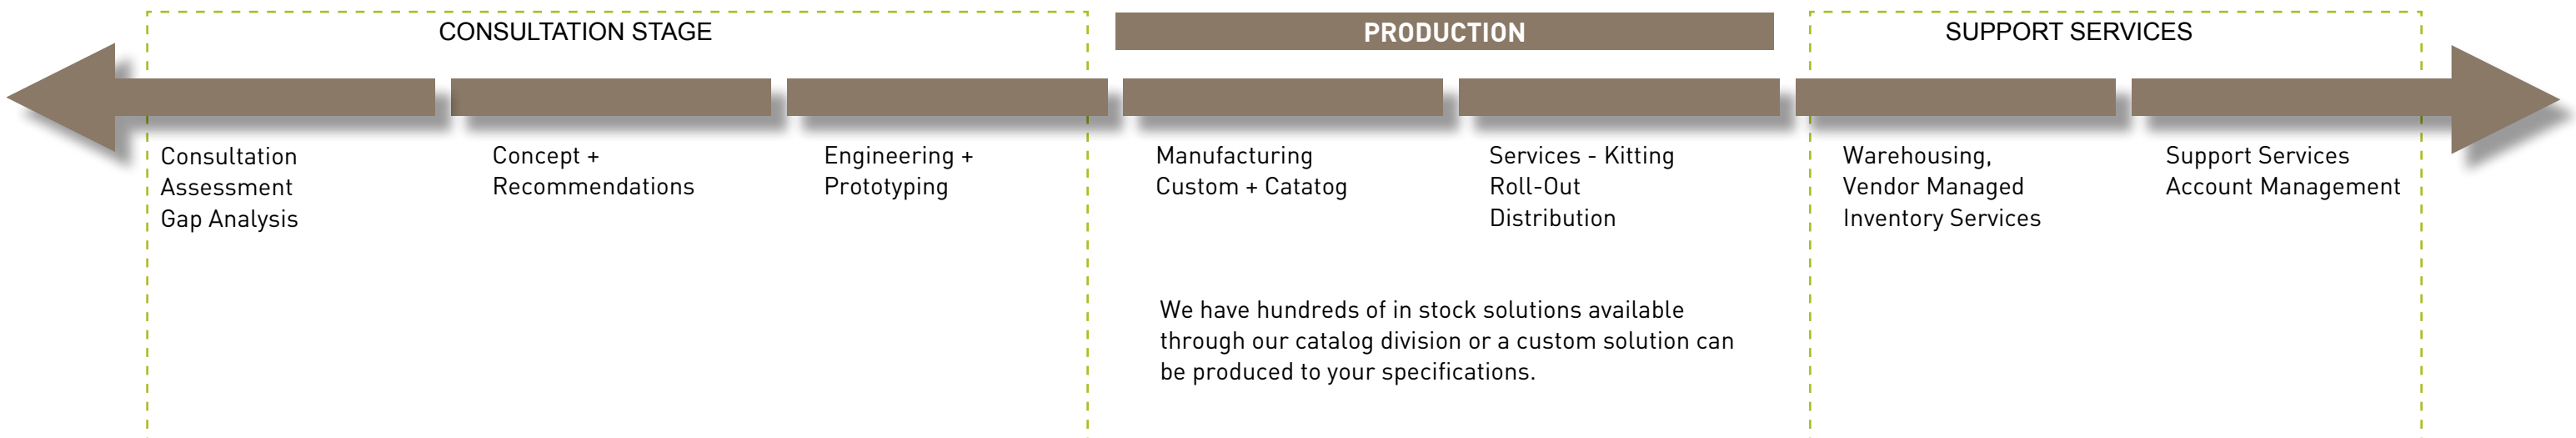 CONSULTATION STAGE
PRODUCTION
SUPPORT SERVICES
Consultation
Assessment
Gap Analysis
Concept +
Recommendations
Engineering +
Prototyping
Manufacturing
Custom + Catatog
Services - Kitting
Roll-Out
Distribution
Warehousing,
Vendor Managed
Inventory Services
Support Services
Account Management
We have hundreds of in stock solutions available
through our catalog division or a custom solution can
be produced to your specifications.